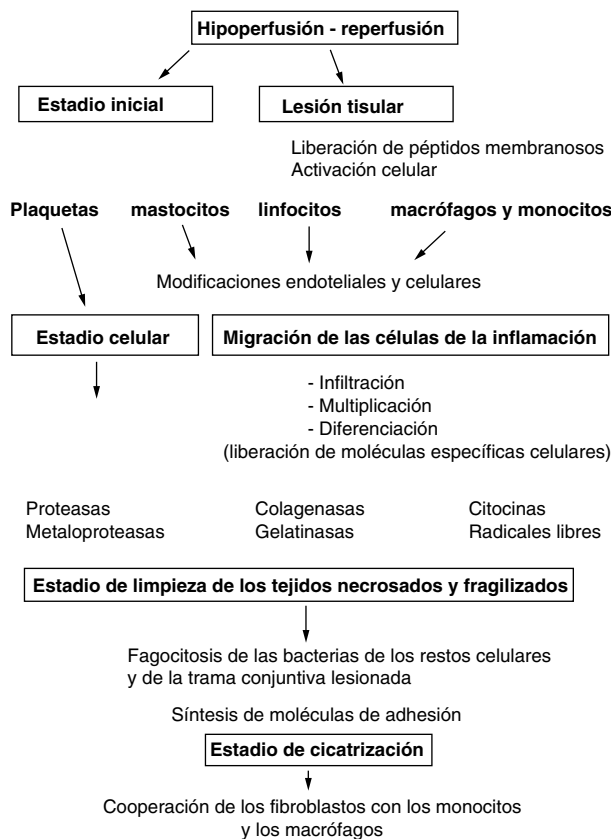 Hipoperfusión - reperfusión
Estadio inicial
Lesión tisular
Liberación de péptidos membranosos
Activación celular
Plaquetas mastocitos linfocitos macrófagos y monocitos
Modificaciones endoteliales y celulares
Estadio celular
Migración de las células de la inflamación
- Infiltración
- Multiplicación
- Diferenciación
(liberación de moléculas específicas celulares)
Proteasas Colagenasas Citocinas
Metaloproteasas Gelatinasas Radicales libres
Estadio de limpieza de los tejidos necrosados y fragilizados
Fagocitosis de las bacterias de los restos celulares
y de la trama conjuntiva lesionada
Síntesis de moléculas de adhesión
Estadio de cicatrización
Cooperación de los fibroblastos con los monocitos
y los macrófagos